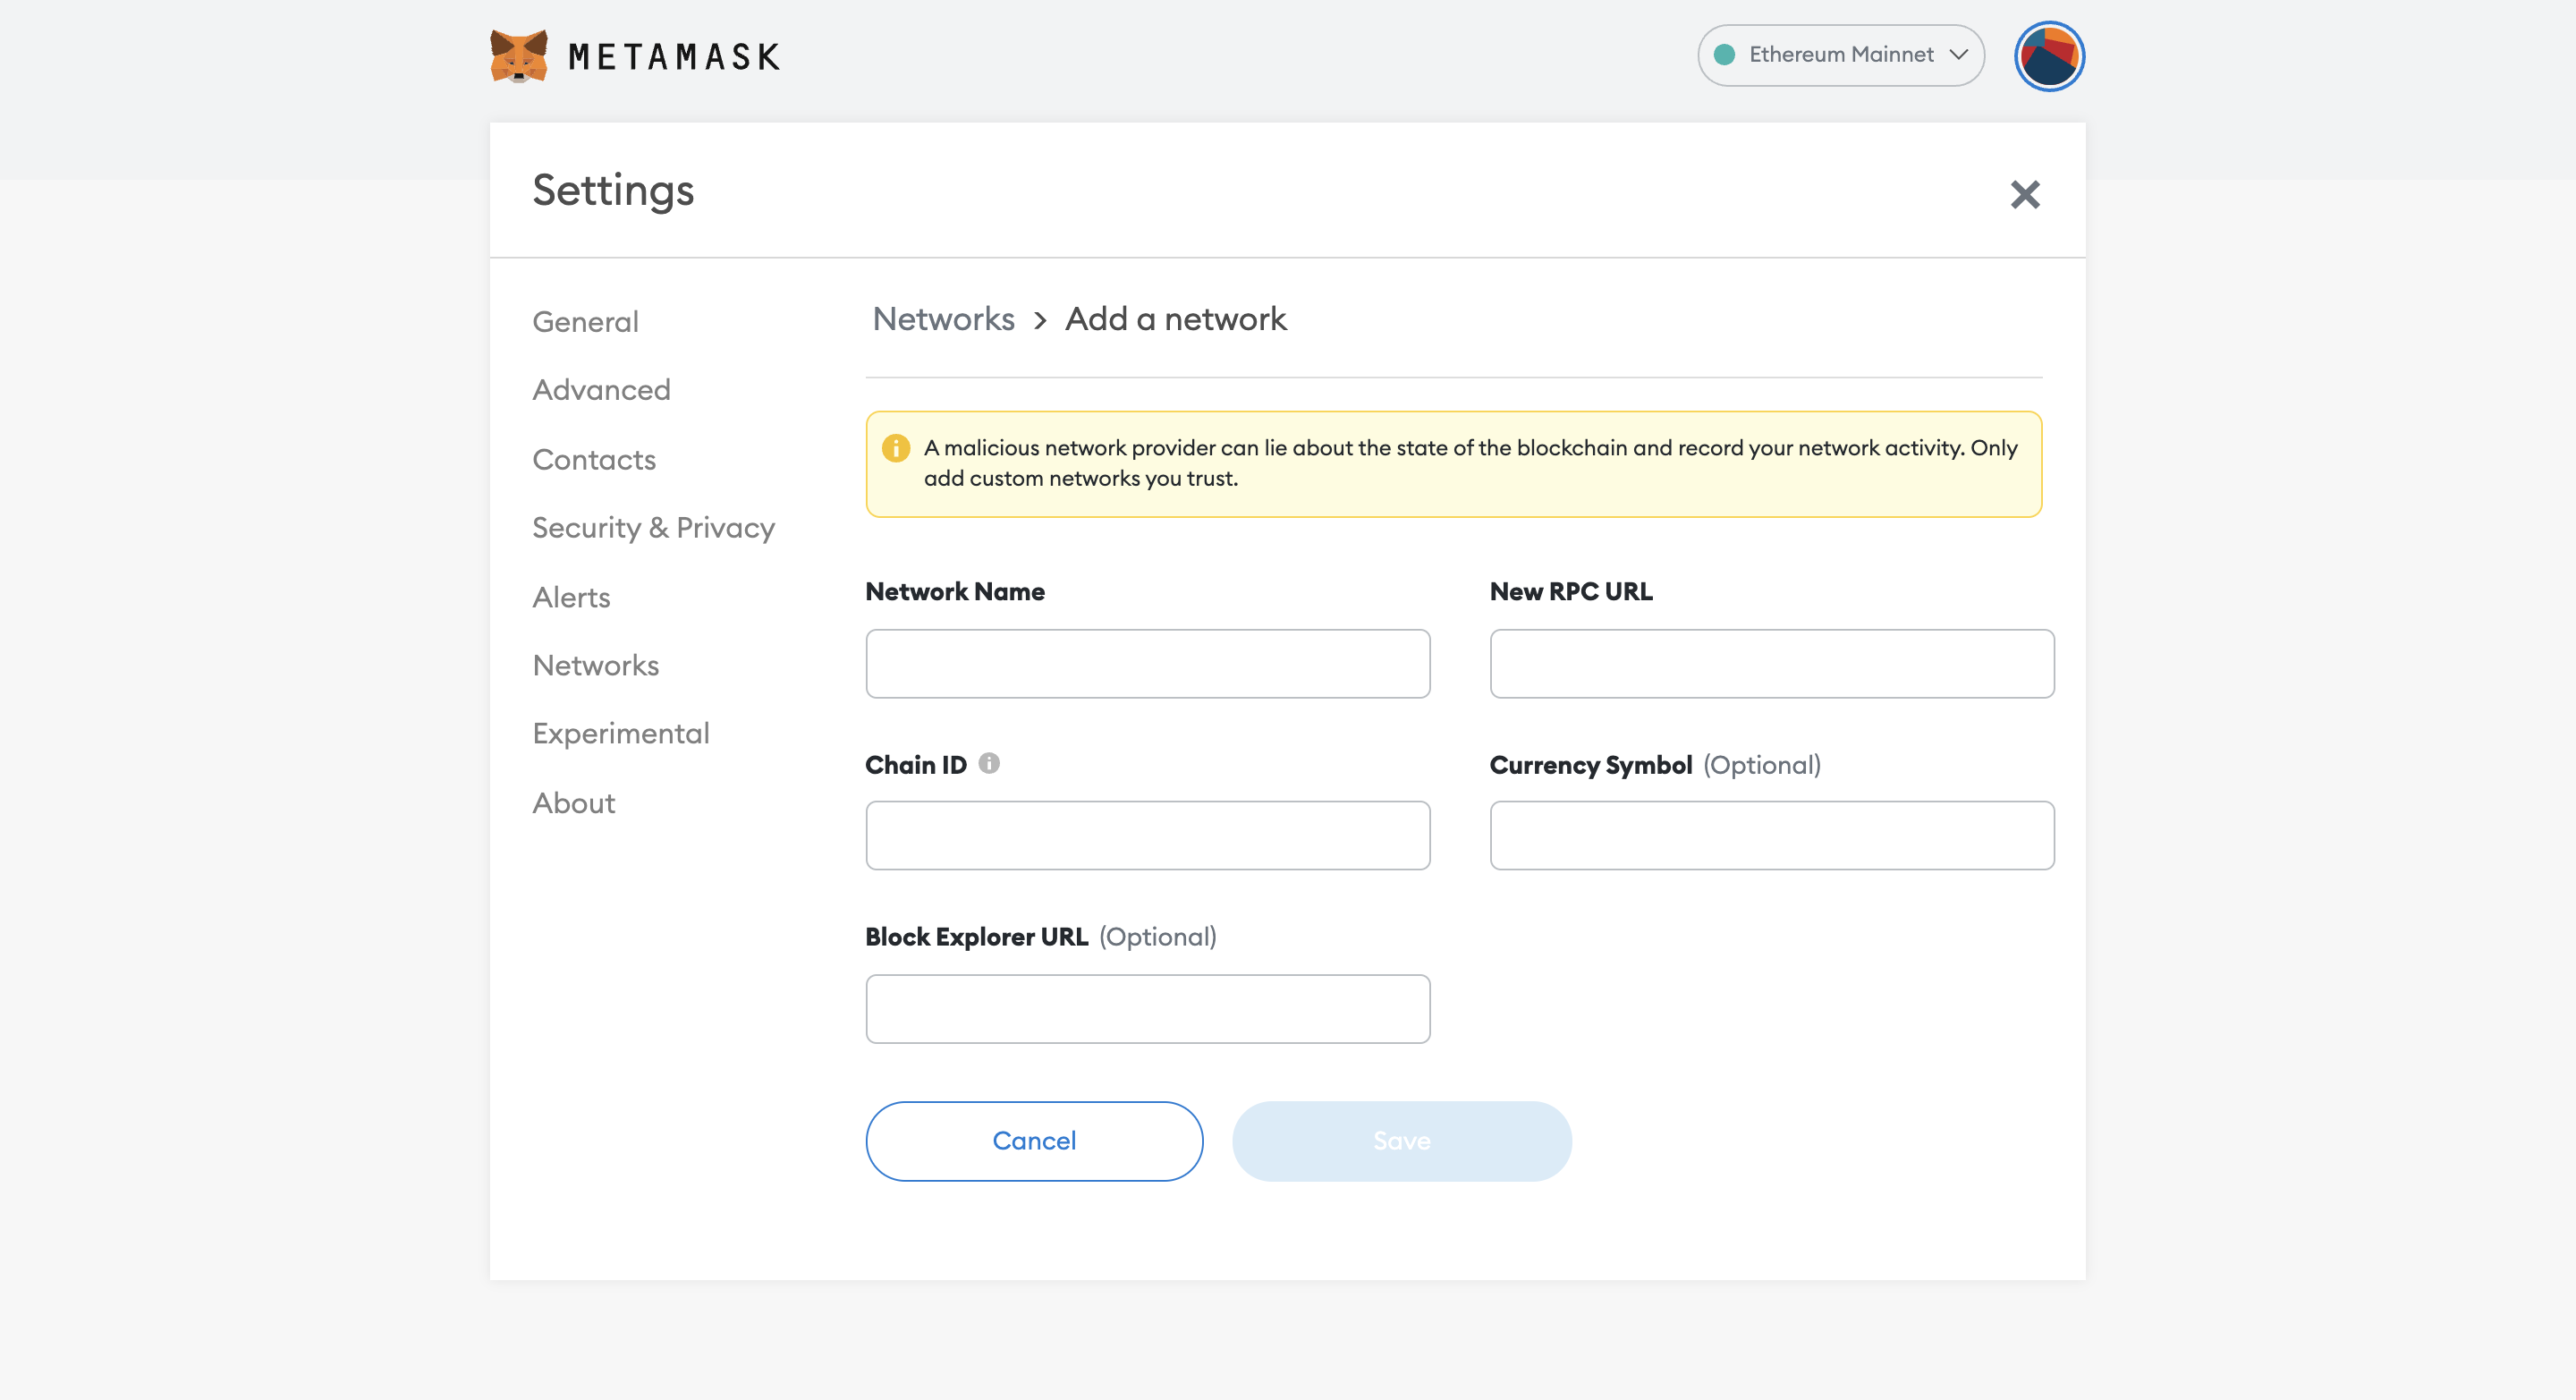 METAMASK
Ethereum Mainnet
Settings
General
Advanced
Contacts
Security & Privacy
Alerts
Networks
Experimental
About
Networks > Add a network
A malicious network provider can lie about the state of the blockchain and record your network activity. Only
add custom networks you trust.
Network Name
New RPC URL
Chain ID
Currency Symbol (Optional)
Block Explorer URL (Optional)
Cancel
Save